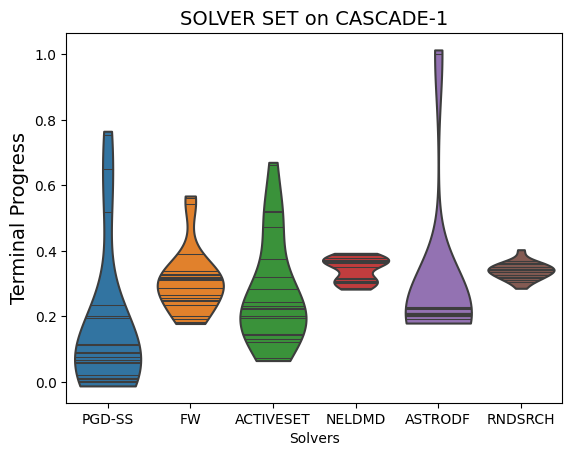 SOLVER SET on CASCADE-1
Terminal Progress
1.0
0.8
0.6
0.4
0.2
0.0
PGD-SS FW ACTIVESET NELDMD ASTRODF RNDSRCH
Solvers